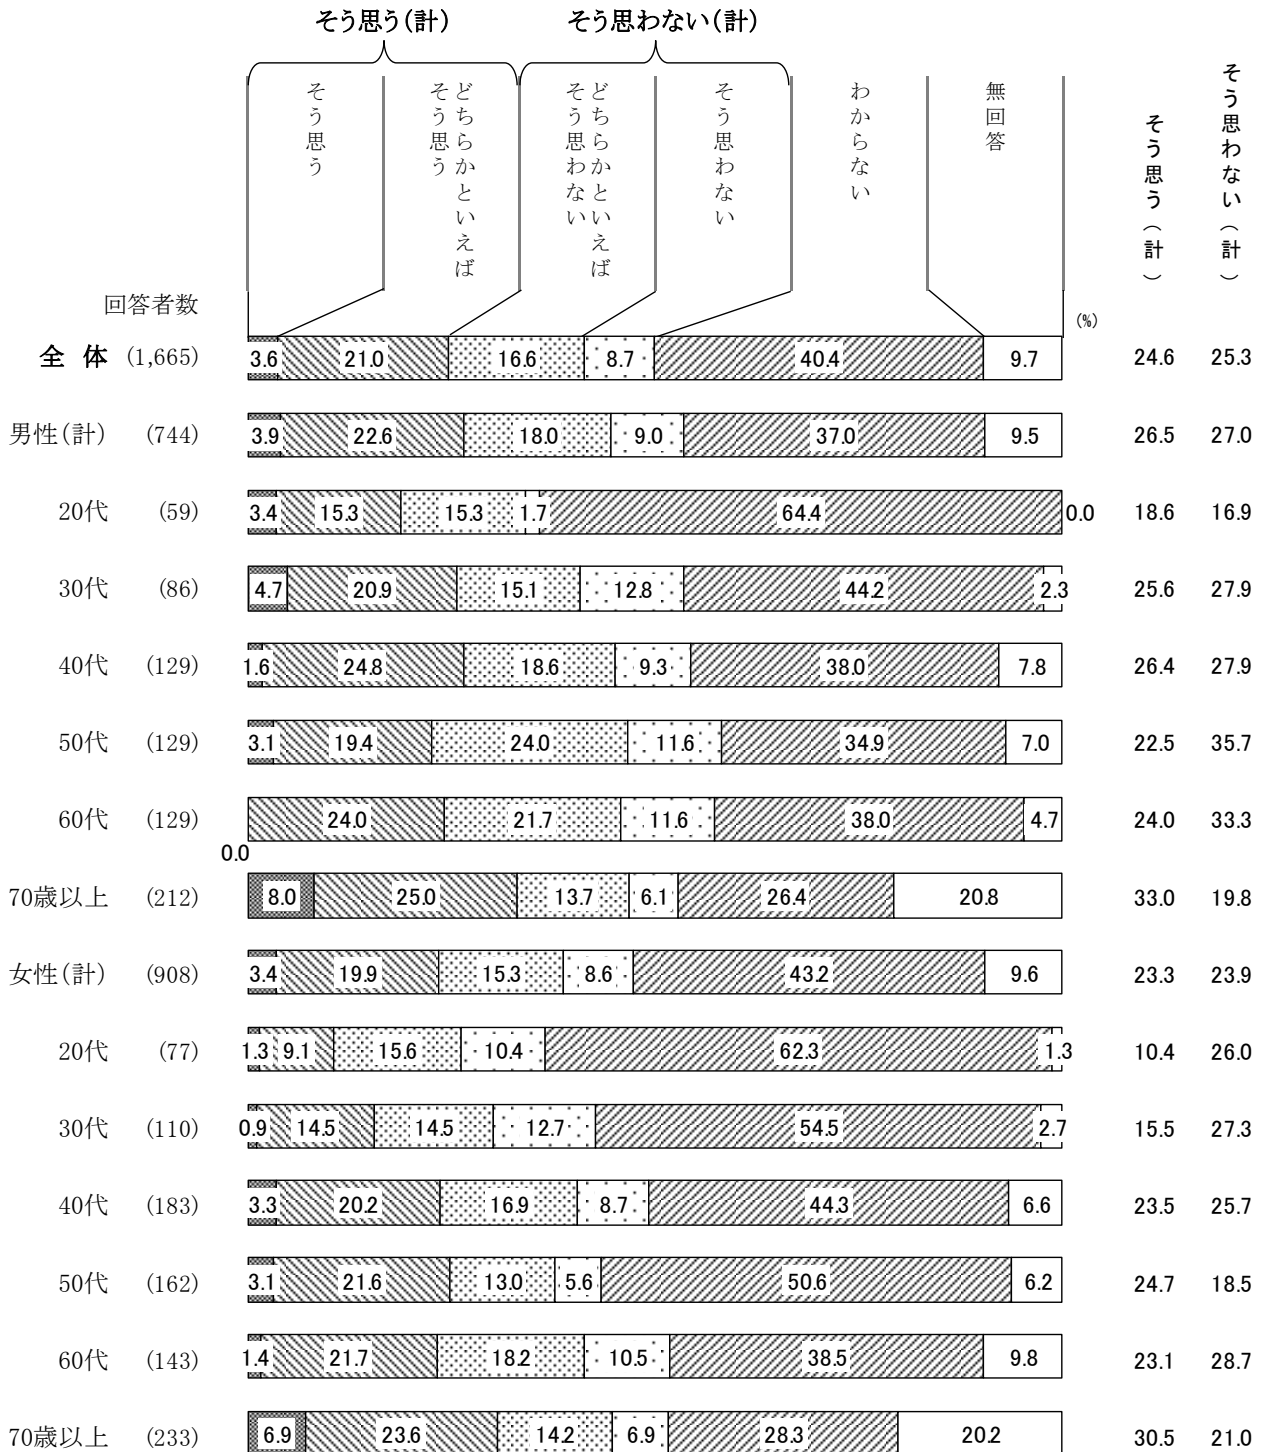 そう思う(計) そう思わない(計)
そう思う
どちらかといえば
そう思う
どちらかといえば
そう思わない
そう思わない
わからない
無回答
そう思う(計)
そう思わない(計)
回答者数
(%)
全 体 (1,665) 3.6 21.0 16.6 8.7 40.4 9.7 24.6 25.3
男性(計) (744) 3.9 22.6 18.0 9.0 37.0 9.5 26.5 27.0
20代 (59) 3.4 15.3 15.3 1.7 64.4 0.0 18.6 16.9
30代 (86) 4.7 20.9 15.1 12.8 44.2 2.3 25.6 27.9
40代 (129) 1.6 24.8 18.6 9.3 38.0 7.8 26.4 27.9
50代 (129) 3.1 19.4 24.0 11.6 34.9 7.0 22.5 35.7
60代 (129) 0.0 24.0 21.7 11.6 38.0 4.7 24.0 33.3
70歳以上 (212) 8.0 25.0 13.7 6.1 26.4 20.8 33.0 19.8
女性(計) (908) 3.4 19.9 15.3 8.6 43.2 9.6 23.3 23.9
20代 (77) 1.3 9.1 15.6 10.4 62.3 1.3 10.4 26.0
30代 (110) 0.9 14.5 14.5 12.7 54.5 2.7 15.5 27.3
40代 (183) 3.3 20.2 16.9 8.7 44.3 6.6 23.5 25.7
50代 (162) 3.1 21.6 13.0 5.6 50.6 6.2 24.7 18.5
60代 (143) 1.4 21.7 18.2 10.5 38.5 9.8 23.1 28.7
70歳以上 (233) 6.9 23.6 14.2 6.9 28.3 20.2 30.5 21.0